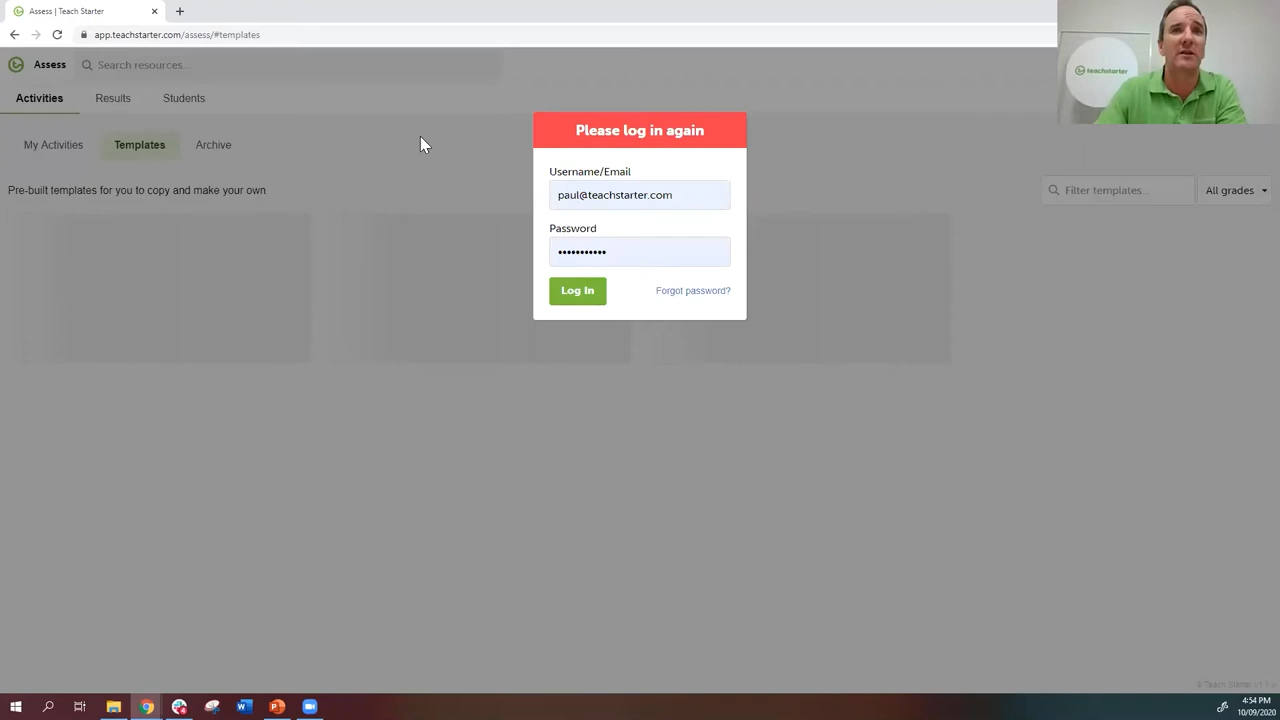 Assess | Teach Starter
app.teachstarter.com/assess/#templates
Assess
Search resources...
teachstarter
Activities
Results
Students
Please log in again
My Activities
Templates
Archive
Username/Email
paul@teachstarter.com
Pre-built templates for you to copy and make your own
Filter templates...
All grades
Password
•••••••••••
Log In
Forgot password?
© Teach Starter
4:54 PM
10/09/2020